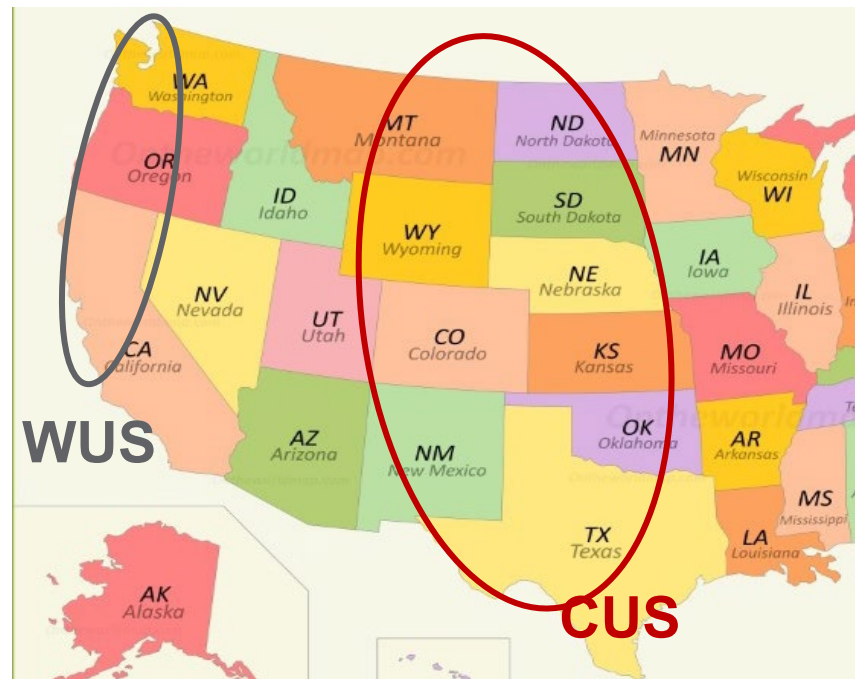 WA
Washington
MT
Montana
ND
North Dakota
Minnesota
MN
OR
Oregon
Ontheworldmap.com
ID
Idaho
SD
South Dakota
Wisconsin
WI
WY
Wyoming
IA
Iowa
NE
Nebraska
NV
Nevada
UT
Utah
CO
Colorado
IL
Illinois
KS
Kansas
MO
Missouri
CA
California
WUS
AZ
Arizona
NM
New Mexico
OK
Oklahoma
AR
Arkansas
MS
Mississippi
TX
Texas
LA
Louisiana
AK
Alaska
CUS